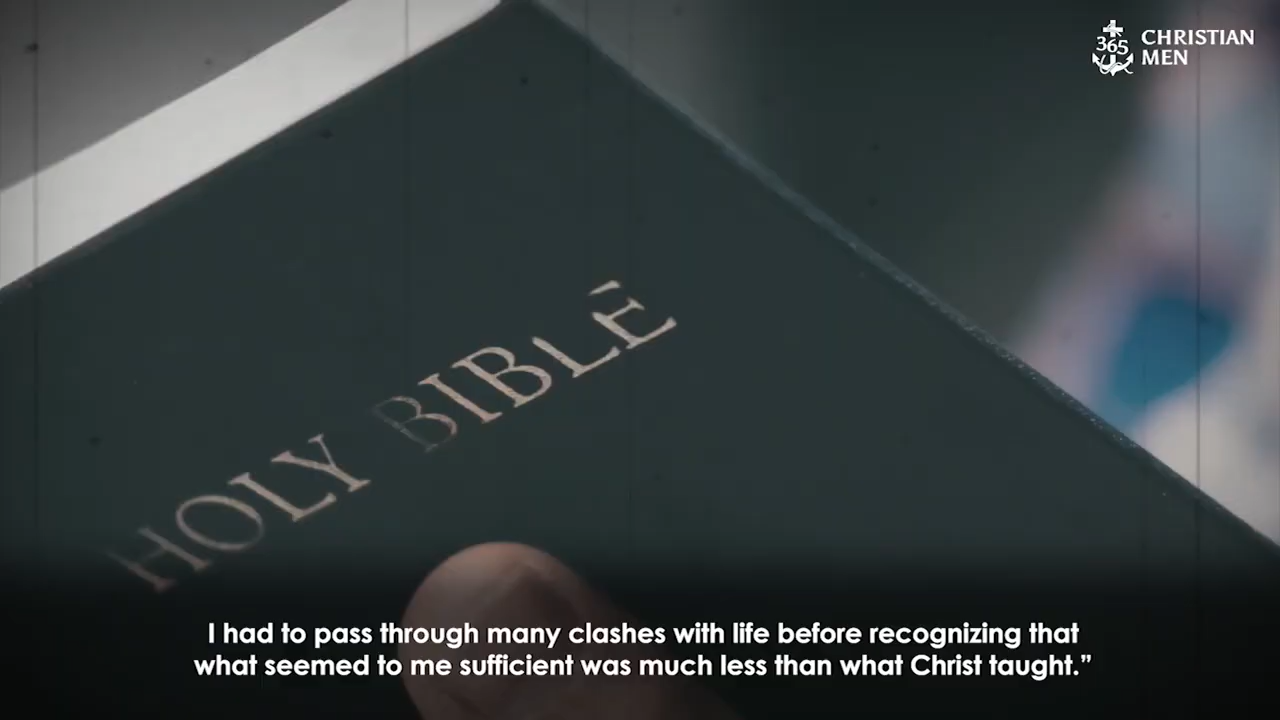 365
CHRISTIAN
MEN
HOLY BIBLE
I had to pass through many clashes with life before recognizing that
what seemed to me sufficient was much less than what Christ taught.”